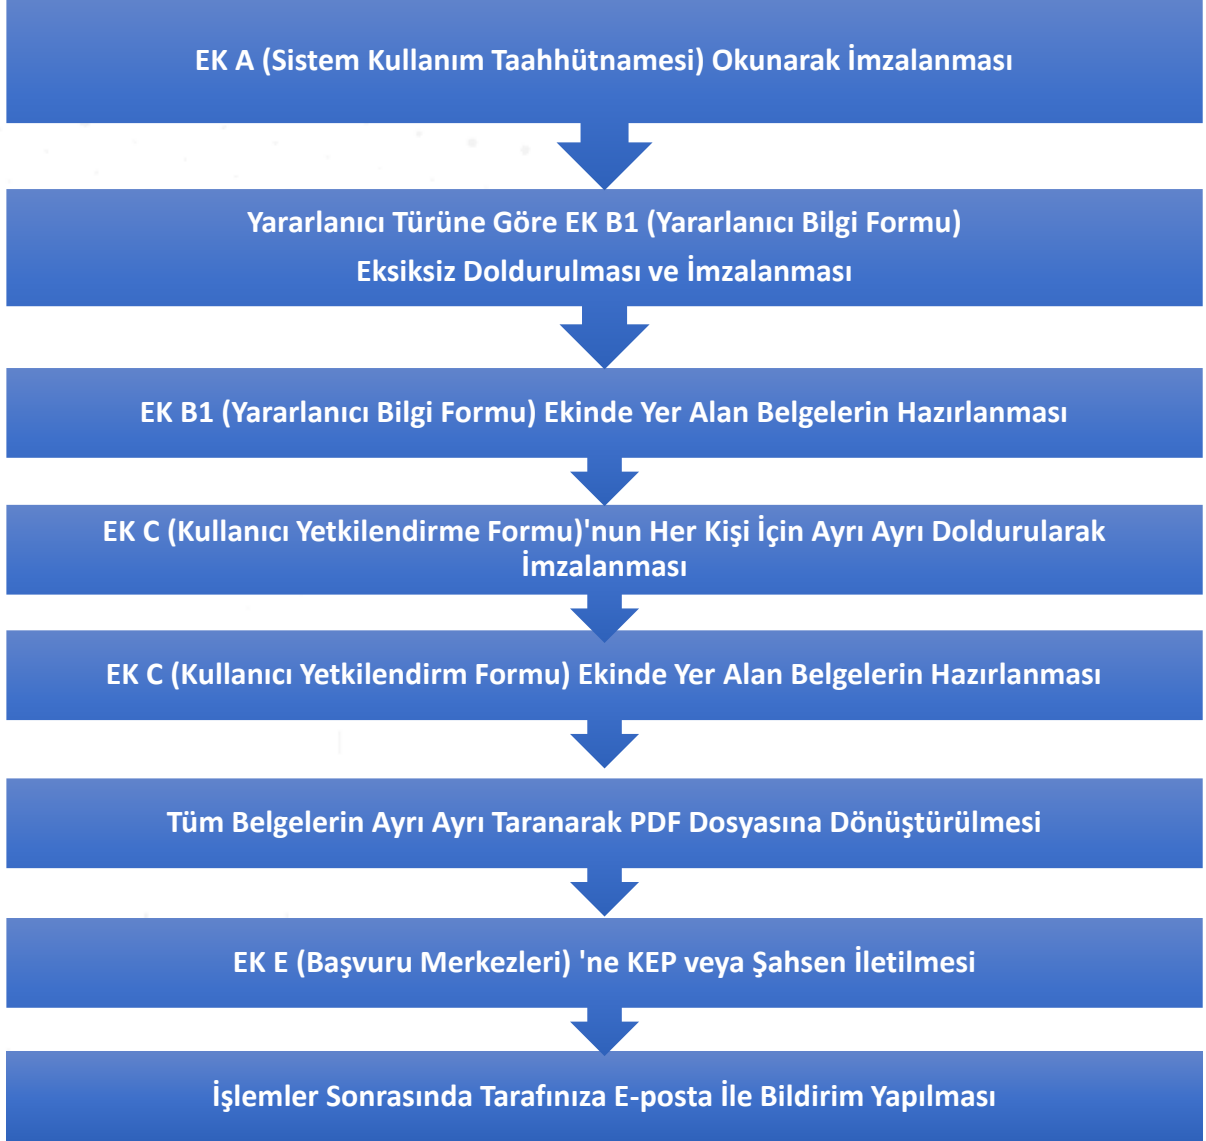 EK A (Sistem Kullanım Taahhütnamesi) Okunarak İmzalanması
Yararlanıcı Türüne Göre EK B1 (Yararlanıcı Bilgi Formu)
Eksiksiz Doldurulması ve İmzalanması
EK B1 (Yararlanıcı Bilgi Formu) Ekinde Yer Alan Belgelerin Hazırlanması
EK C (Kullanıcı Yetkilendirme Formu)'nun Her Kişi İçin Ayrı Ayrı Doldurularak
İmzalanması
EK C (Kullanıcı Yetkilendirm Formu) Ekinde Yer Alan Belgelerin Hazırlanması
Tüm Belgelerin Ayrı Ayrı Taranarak PDF Dosyasına Dönüştürülmesi
EK E (Başvuru Merkezleri) 'ne KEP veya Şahsen İletilmesi
İşlemler Sonrasında Tarafınıza E-posta İle Bildirim Yapılması